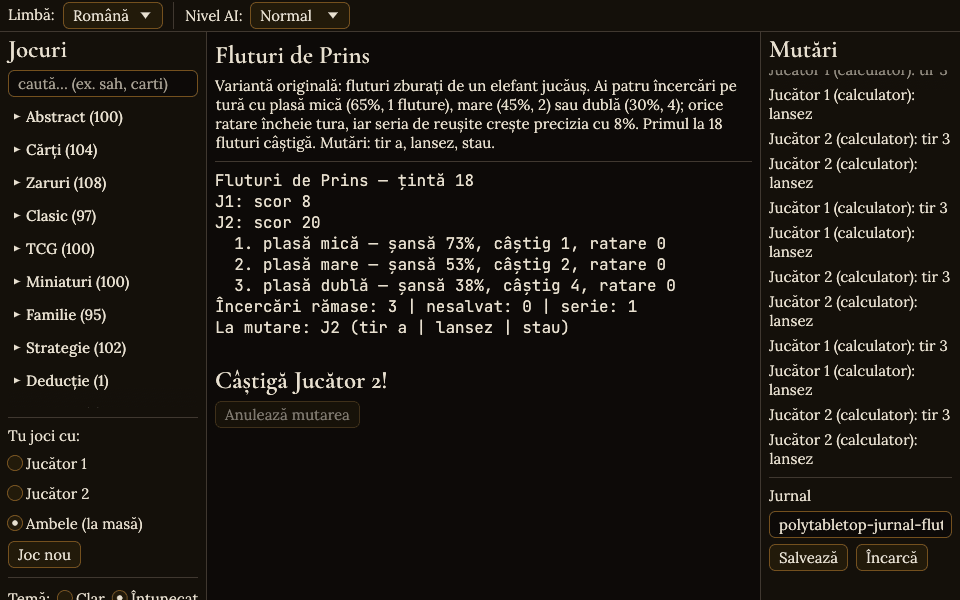 Limbă: Română Nivel AI: Normal
Jocuri
caută... (ex. sah, carti)
Abstract (100)
Cărți (104)
Zaruri (108)
Clasic (97)
TCG (100)
Miniaturi (100)
Familie (95)
Strategie (102)
Deducție (1)
Tu joci cu:
Jucător 1
Jucător 2
Ambele (la masă)
Joc nou
Temă: Clar Întunecat
Fluturi de Prins
Variantă originală: fluturi zburați de un elefant jucăuș. Ai patru încercări pe
tură cu plasă mică (65%, 1 fluture), mare (45%, 2) sau dublă (30%, 4); orice
ratare încheie tura, iar seria de reușite crește precizia cu 8%. Primul la 18
fluturi câștigă. Mutări: tir a, lansez, stau.
Fluturi de Prins — țintă 18
J1: scor 8
J2: scor 20
1. plasă mică — șansă 73%, câștig 1, ratare 0
2. plasă mare — șansă 53%, câștig 2, ratare 0
3. plasă dublă — șansă 38%, câștig 4, ratare 0
Încercări rămase: 3 | nesalvat: 0 | serie: 1
La mutare: J2 (tir a | lansez | stau)
Câștigă Jucător 2!
Anulează mutarea
Mutări
Jucător 1 (calculator): tir 3
Jucător 1 (calculator):
lansez
Jucător 2 (calculator): tir 3
Jucător 2 (calculator):
lansez
Jucător 1 (calculator): tir 3
Jucător 1 (calculator):
lansez
Jucător 2 (calculator): tir 3
Jucător 2 (calculator):
lansez
Jucător 1 (calculator): tir 3
Jucător 1 (calculator):
lansez
Jucător 2 (calculator): tir 3
Jucător 2 (calculator):
lansez
Jurnal
polytabletop-jurnal-flut
Salvează Încarcă